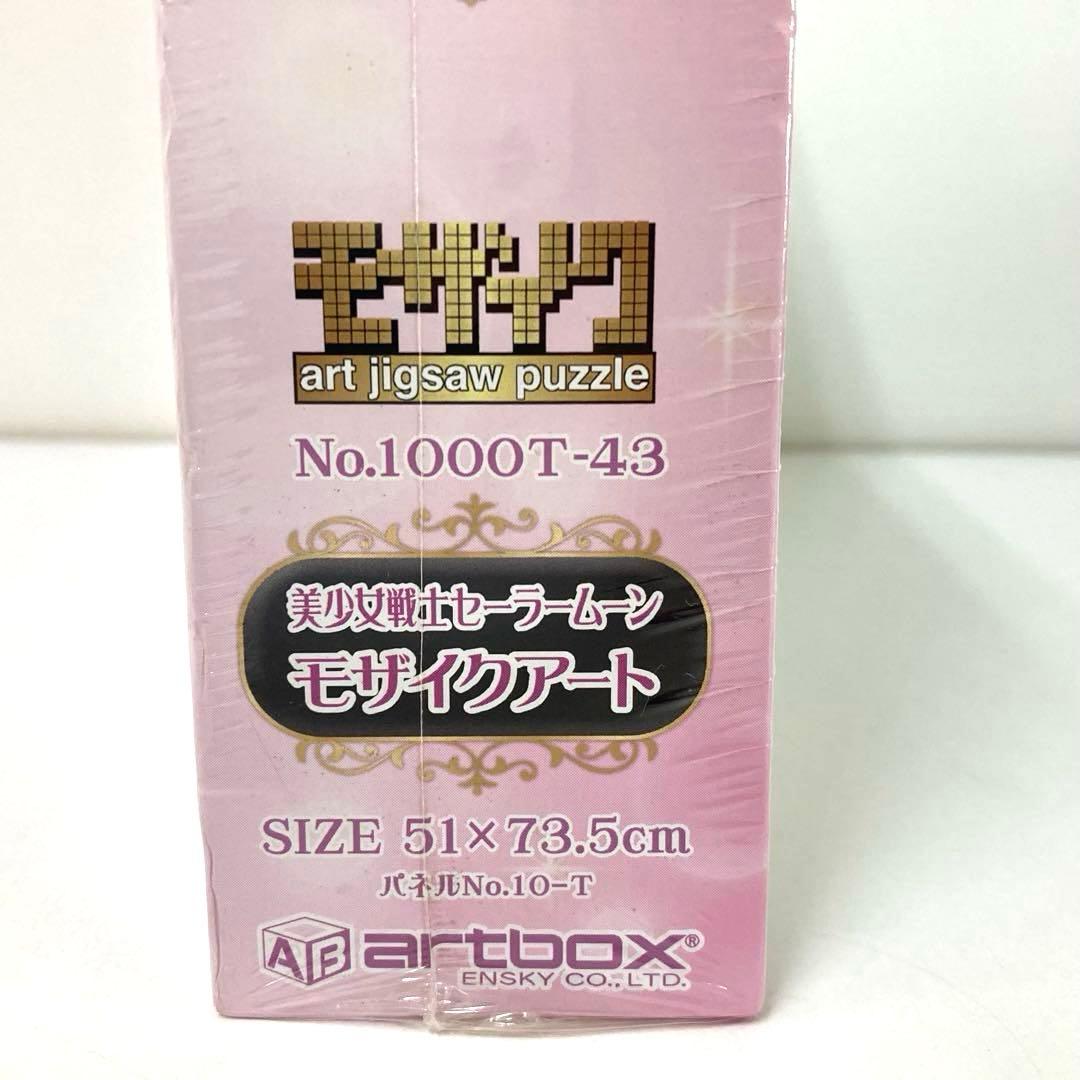 モザイク
art jigsaw puzzle
No.1000T-43
美少女戦士セーラームーン
モザイクアート
SIZE 51×73.5cm
パネルNo.10-T
AB artbox®
ENSKY CO.,LTD.